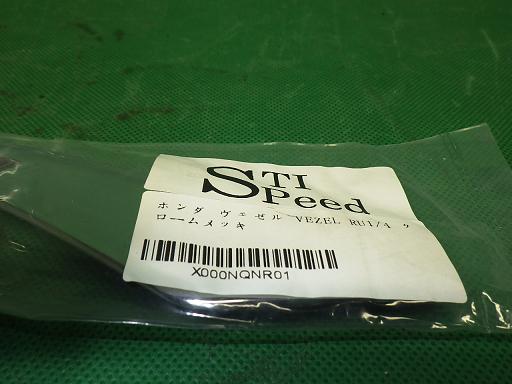 STI
Speed
ホンダ ヴェゼル VEZEL RU1/4 ク
ロームメッキ
X000NQNR01